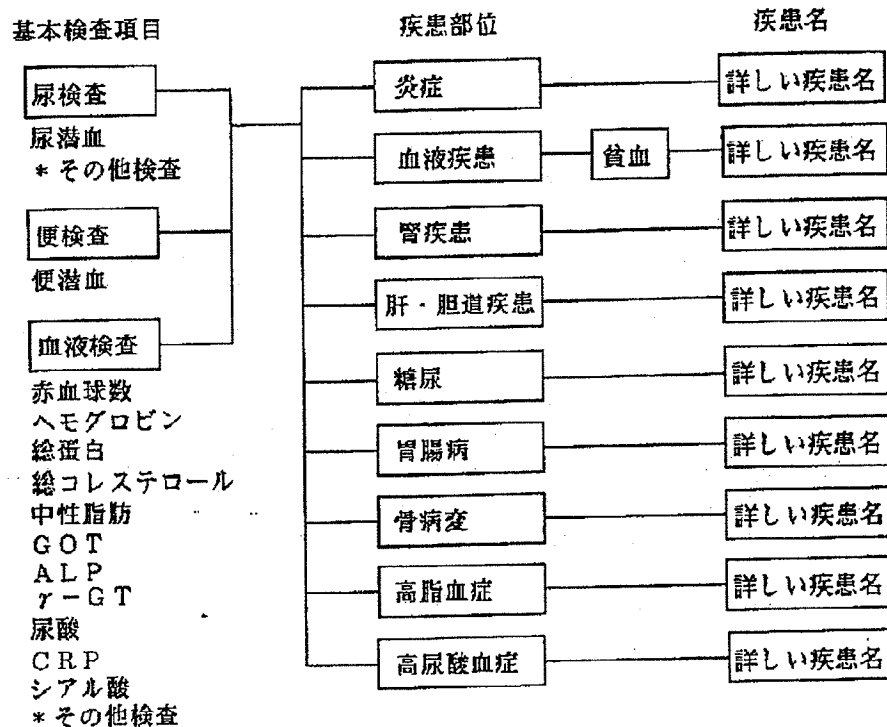 基本検査項目
疾患部位
疾患名
尿検査
尿潜血
*その他検査
便検査
便潜血
血液検査
赤血球数
ヘモグロビン
総蛋白
総コレステロール
中性脂肪
GOT
ALP
γ-GT
尿酸
CRP
シアル酸
*その他検査
炎症
詳しい疾患名
血液疾患
貧血
詳しい疾患名
腎疾患
詳しい疾患名
肝・胆道疾患
詳しい疾患名
糖尿
詳しい疾患名
胃腸病
詳しい疾患名
骨病変
詳しい疾患名
高脂血症
詳しい疾患名
高尿酸血症
詳しい疾患名